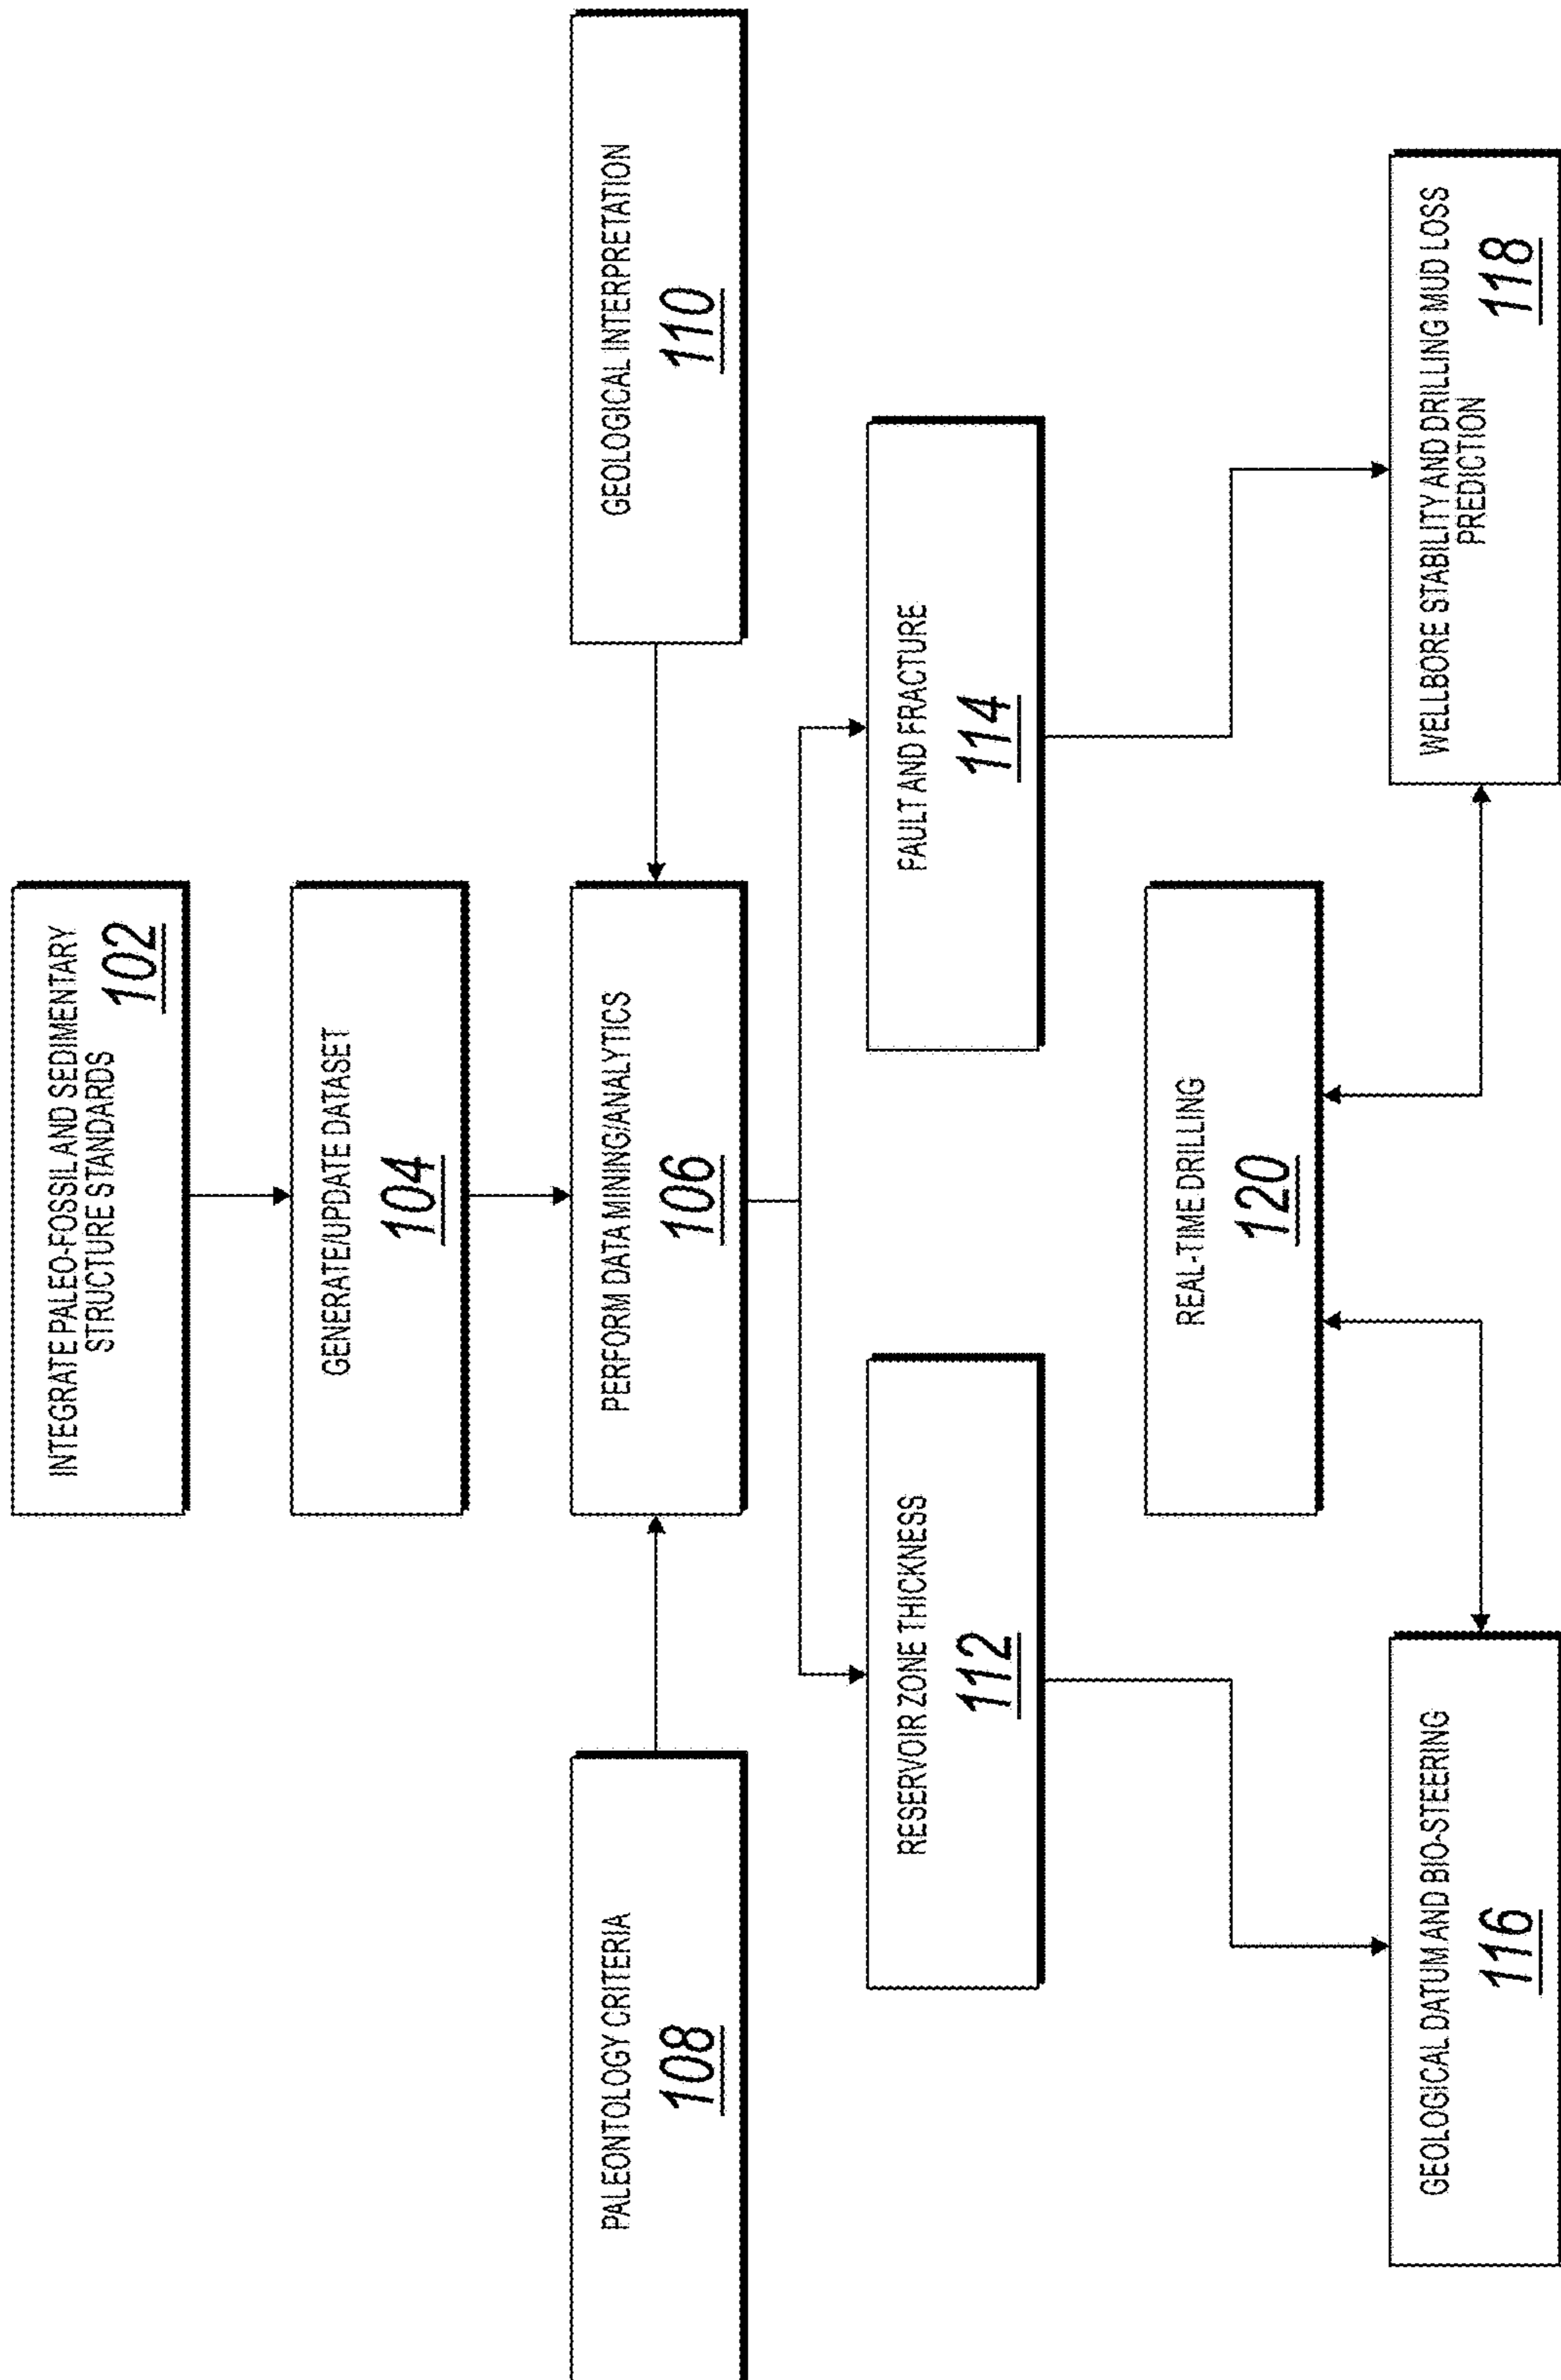 INTEGRATE PALEO-FOSSIL AND SEDIMENTARY
STRUCTURE STANDARDS
102
GENERATE/UPDATE DATASET
104
PALEONTOLOGY CRITERIA
108
PERFORM DATA MINING/ANALYTICS
106
GEOLOGICAL INTERPRETATION
110
RESERVOIR ZONE THICKNESS
112
FAULT AND FRACTURE
114
REAL-TIME DRILLING
120
GEOLOGICAL DATUM AND BIO-STEERING
116
WELLBORE STABILITY AND DRILLING MUD LOSS
PREDICTION
118